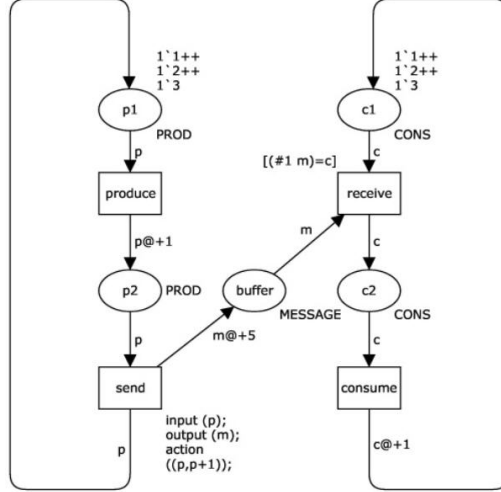 1`1++
1`2++
1`3
p1
PROD
p
produce
p@+1
p2
PROD
p
send
input (p);
output (m);
action
((p,p+1));
p
m@+5
buffer
MESSAGE
m
1`1++
1`2++
1`3
c1
CONS
c
[(#1 m)=c]
receive
c
c2
CONS
c
consume
c@+1